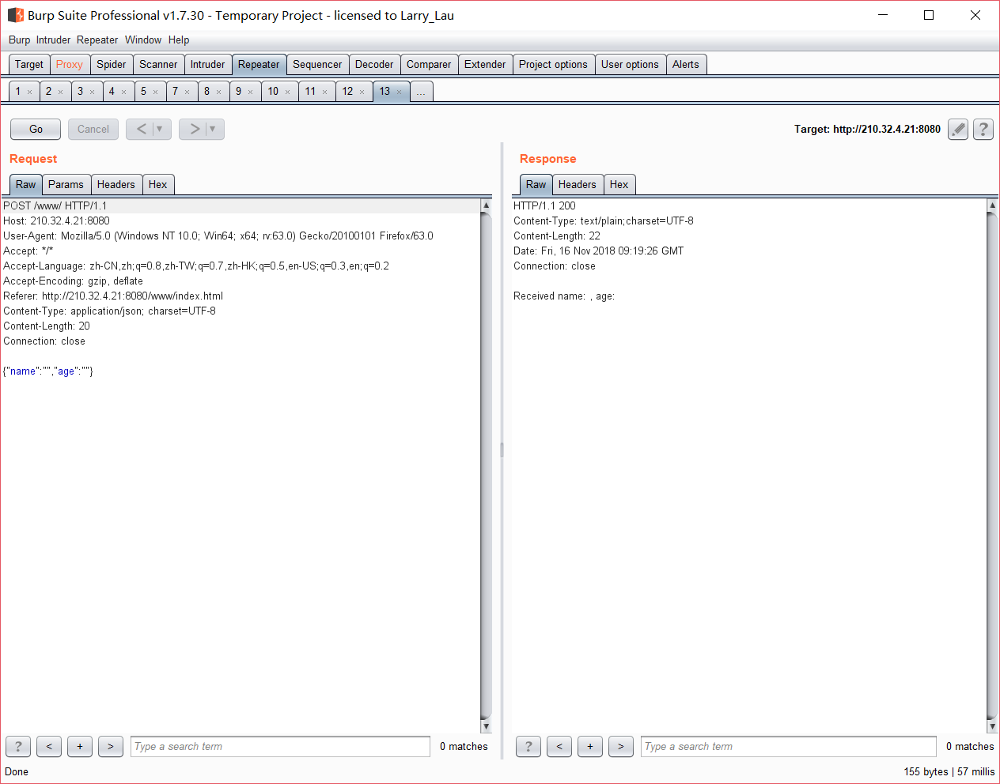 Burp Suite Professional v1.7.30 - Temporary Project - licensed to Larry_Lau
Burp Intruder Repeater Window Help
Target Proxy Spider Scanner Intruder Repeater Sequencer Decoder Comparer Extender Project options User options Alerts
1 × 2 × 3 × 4 × 5 × 7 × 8 × 9 × 10 × 11 × 12 × 13 × ...
Go Cancel < ▼ > ▼ Target: http://210.32.4.21:8080 ?
Request
Raw Params Headers Hex
POST /www/ HTTP/1.1
Host: 210.32.4.21:8080
User-Agent: Mozilla/5.0 (Windows NT 10.0; Win64; x64; rv:63.0) Gecko/20100101 Firefox/63.0
Accept: */*
Accept-Language: zh-CN,zh;q=0.8,zh-TW;q=0.7,zh-HK;q=0.5,en-US;q=0.3,en;q=0.2
Accept-Encoding: gzip, deflate
Referer: http://210.32.4.21:8080/www/index.html
Content-Type: application/json; charset=UTF-8
Content-Length: 20
Connection: close
{"name":"","age":""}
? < + > Type a search term 0 matches
Response
Raw Headers Hex
HTTP/1.1 200
Content-Type: text/plain;charset=UTF-8
Content-Length: 22
Date: Fri, 16 Nov 2018 09:19:26 GMT
Connection: close
Received name: , age:
? < + > Type a search term 0 matches
Done 155 bytes | 57 millis